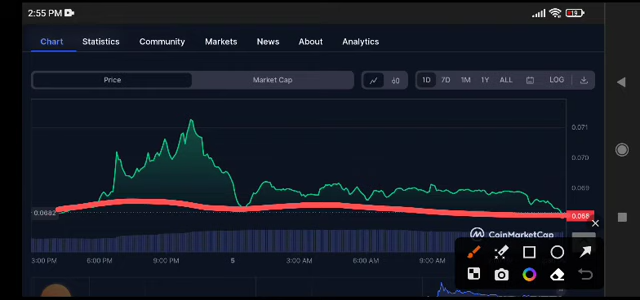 2:55 PM 19
Chart Statistics Community Markets News About Analytics
Price Market Cap 1D 7D 1M 1Y ALL LOG
0.071
0.070
0.069
0.0682 0.068
CoinMarketCap
3:00 PM 6:00 PM 9:00 PM 5 3:00 AM 6:00 AM 9:00 AM